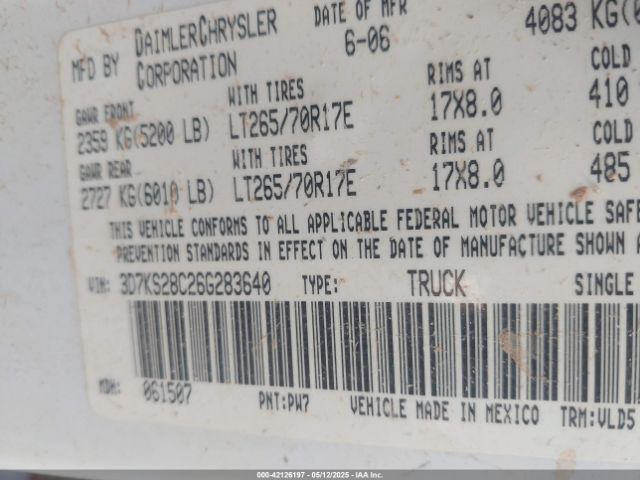 MFD BY DAIMLERCHRYSLER CORPORATION DATE OF MFR 6-06 4083 KG(
GAWR FRONT WITH TIRES RIMS AT COLD
2359 KG(5200 LB) LT265/70R17E 17X8.0 410
GAWR REAR WITH TIRES RIMS AT COLD
2727 KG(6010 LB) LT265/70R17E 17X8.0 485
THIS VEHICLE CONFORMS TO ALL APPLICABLE FEDERAL MOTOR VEHICLE SAFE
PREVENTION STANDARDS IN EFFECT ON THE DATE OF MANUFACTURE SHOWN A
VIN: 3D7KS28C26G283640 TYPE: TRUCK SINGLE
MDH: 061507 PNT:PW7 VEHICLE MADE IN MEXICO TRM:VLD5
000-42126197 - 05/12/2025 - IAAI.COM